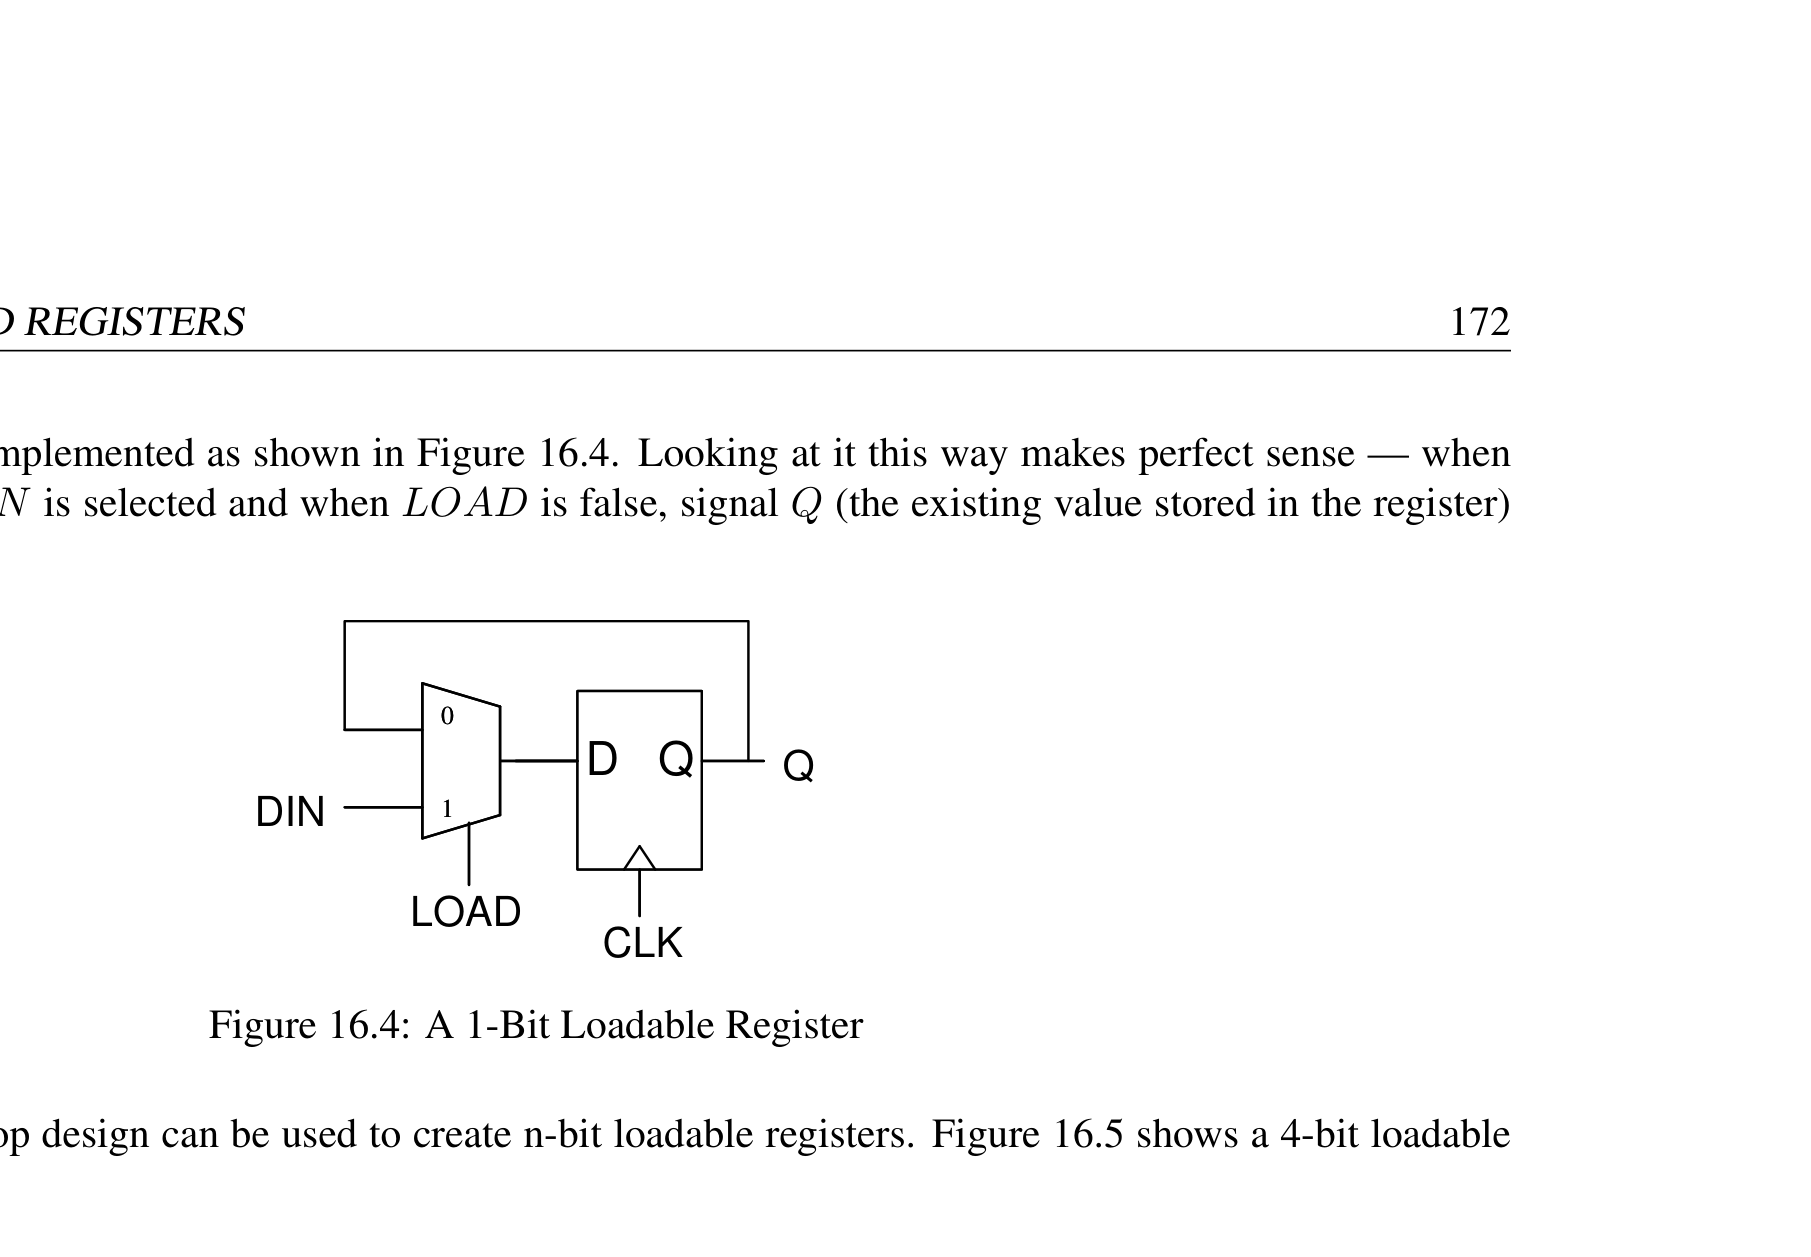 REGISTERS 172
implemented as shown in Figure 16.4. Looking at it this way makes perfect sense — when
N is selected and when LOAD is false, signal Q (the existing value stored in the register)
0
D Q Q
DIN 1
LOAD
CLK
Figure 16.4: A 1-Bit Loadable Register
op design can be used to create n-bit loadable registers. Figure 16.5 shows a 4-bit loadable